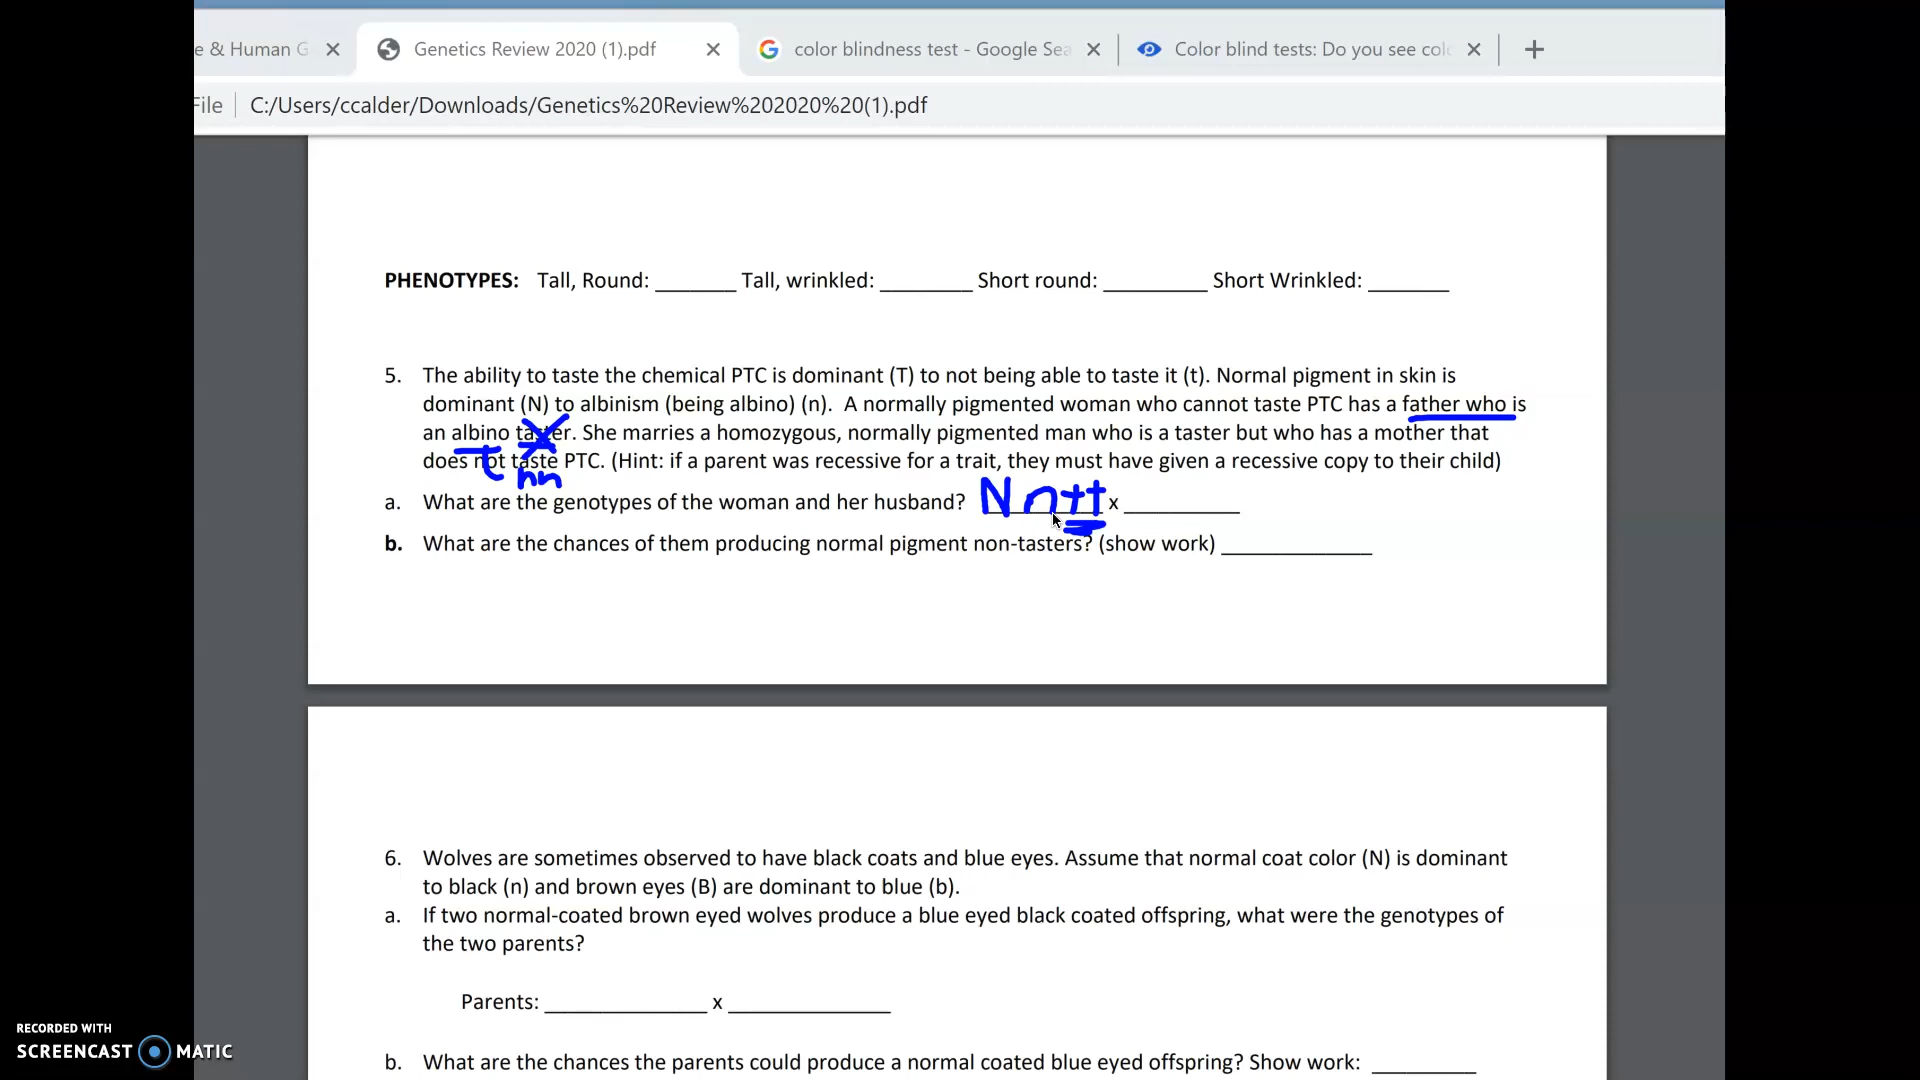 e & Human G
Genetics Review 2020 (1).pdf
color blindness test - Google Sea
Color blind tests: Do you see colo
File
C:/Users/ccalder/Downloads/Genetics%20Review%202020%20(1).pdf
PHENOTYPES: Tall, Round: _______ Tall, wrinkled: ________ Short round: _________ Short Wrinkled: _______
5. The ability to taste the chemical PTC is dominant (T) to not being able to taste it (t). Normal pigment in skin is
dominant (N) to albinism (being albino) (n). A normally pigmented woman who cannot taste PTC has a father who is
an albino taster. She marries a homozygous, normally pigmented man who is a taster but who has a mother that
does not taste PTC. (Hint: if a parent was recessive for a trait, they must have given a recessive copy to their child)
t nn
a. What are the genotypes of the woman and her husband? Nntt x __________
b. What are the chances of them producing normal pigment non-tasters? (show work) _____________
6. Wolves are sometimes observed to have black coats and blue eyes. Assume that normal coat color (N) is dominant
to black (n) and brown eyes (B) are dominant to blue (b).
a. If two normal-coated brown eyed wolves produce a blue eyed black coated offspring, what were the genotypes of
the two parents?
Parents: ______________ x ______________
b. What are the chances the parents could produce a normal coated blue eyed offspring? Show work: _________
RECORDED WITH
SCREENCAST MATIC